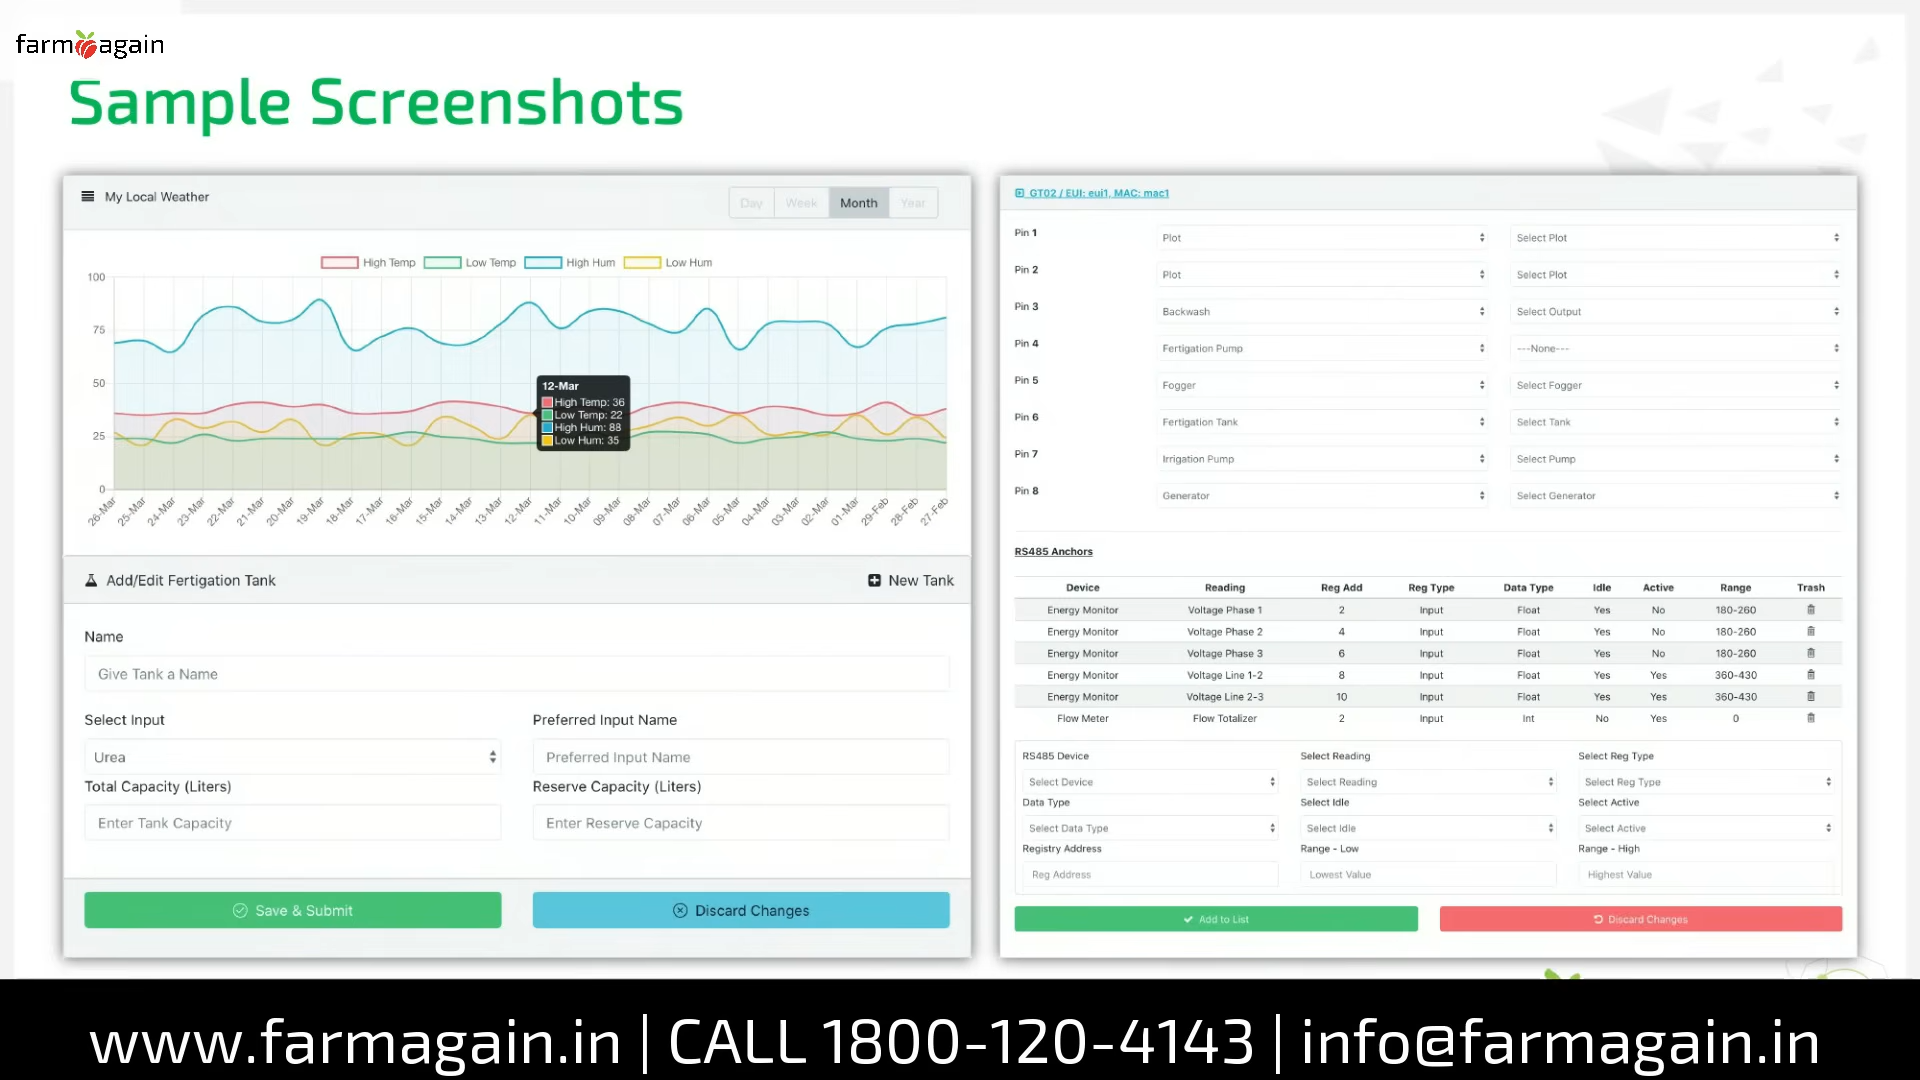 farmagain
Sample Screenshots
My Local Weather
Day Week Month Year
High Temp Low Temp High Hum Low Hum
100
75
50
25
0
12-Mar
High Temp: 36
Low Temp: 22
High Hum: 88
Low Hum: 35
26-Mar 25-Mar 24-Mar 23-Mar 22-Mar 21-Mar 20-Mar 19-Mar 18-Mar 17-Mar 16-Mar 15-Mar 14-Mar 13-Mar 12-Mar 11-Mar 10-Mar 09-Mar 08-Mar 07-Mar 06-Mar 05-Mar 04-Mar 03-Mar 02-Mar 01-Mar 29-Feb 28-Feb 27-Feb
Add/Edit Fertigation Tank New Tank
Name
Give Tank a Name
Select Input Preferred Input Name
Urea Preferred Input Name
Total Capacity (Liters) Reserve Capacity (Liters)
Enter Tank Capacity Enter Reserve Capacity
Save & Submit Discard Changes
GT02 / EUI: eui1, MAC: mac1
Pin 1 Plot Select Plot
Pin 2 Plot Select Plot
Pin 3 Backwash Select Output
Pin 4 Fertigation Pump ---None---
Pin 5 Fogger Select Fogger
Pin 6 Fertigation Tank Select Tank
Pin 7 Irrigation Pump Select Pump
Pin 8 Generator Select Generator
RS485 Anchors
Device Reading Reg Add Reg Type Data Type Idle Active Range Trash
Energy Monitor Voltage Phase 1 2 Input Float Yes No 180-260
Energy Monitor Voltage Phase 2 4 Input Float Yes No 180-260
Energy Monitor Voltage Phase 3 6 Input Float Yes No 180-260
Energy Monitor Voltage Line 1-2 8 Input Float Yes Yes 360-430
Energy Monitor Voltage Line 2-3 10 Input Float Yes Yes 360-430
Flow Meter Flow Totalizer 2 Input Int No Yes 0
RS485 Device Select Reading Select Reg Type
Select Device Select Reading Select Reg Type
Data Type Select Idle Select Active
Select Data Type Select Idle Select Active
Registry Address Range - Low Range - High
Reg Address Lowest Value Highest Value
Add to List Discard Changes
www.farmagain.in | CALL 1800-120-4143 | info@farmagain.in